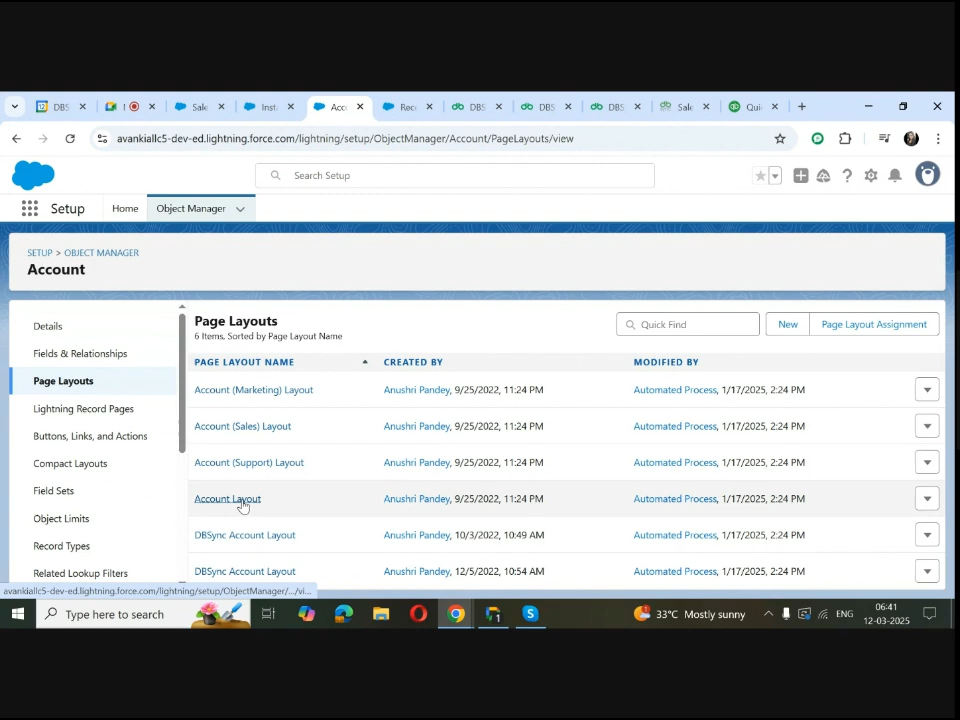 DBS
Sale
Inst
Acc
Rec
DBS
DBS
DBS
Sale
Qui
avankiallc5-dev-ed.lightning.force.com/lightning/setup/ObjectManager/Account/PageLayouts/view
Search Setup
Setup
Home
Object Manager
SETUP > OBJECT MANAGER
Account
Details
Fields & Relationships
Page Layouts
Lightning Record Pages
Buttons, Links, and Actions
Compact Layouts
Field Sets
Object Limits
Record Types
Related Lookup Filters
Page Layouts
6 Items, Sorted by Page Layout Name
Quick Find
New
Page Layout Assignment
PAGE LAYOUT NAME CREATED BY MODIFIED BY
Account (Marketing) Layout Anushri Pandey, 9/25/2022, 11:24 PM Automated Process, 1/17/2025, 2:24 PM
Account (Sales) Layout Anushri Pandey, 9/25/2022, 11:24 PM Automated Process, 1/17/2025, 2:24 PM
Account (Support) Layout Anushri Pandey, 9/25/2022, 11:24 PM Automated Process, 1/17/2025, 2:24 PM
Account Layout Anushri Pandey, 9/25/2022, 11:24 PM Automated Process, 1/17/2025, 2:24 PM
DBSync Account Layout Anushri Pandey, 10/3/2022, 10:49 AM Automated Process, 1/17/2025, 2:24 PM
DBSync Account Layout Anushri Pandey, 12/5/2022, 10:54 AM Automated Process, 1/17/2025, 2:24 PM
avankiallc5-dev-ed.lightning.force.com/lightning/setup/ObjectManager/.../vi...
Type here to search
33°C Mostly sunny
ENG
06:41
12-03-2025